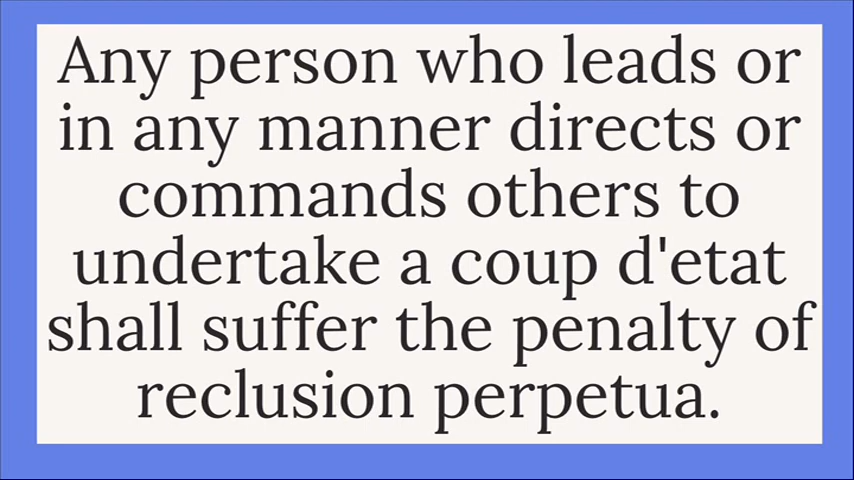 Any person who leads or
in any manner directs or
commands others to
undertake a coup d'etat
shall suffer the penalty of
reclusion perpetua.